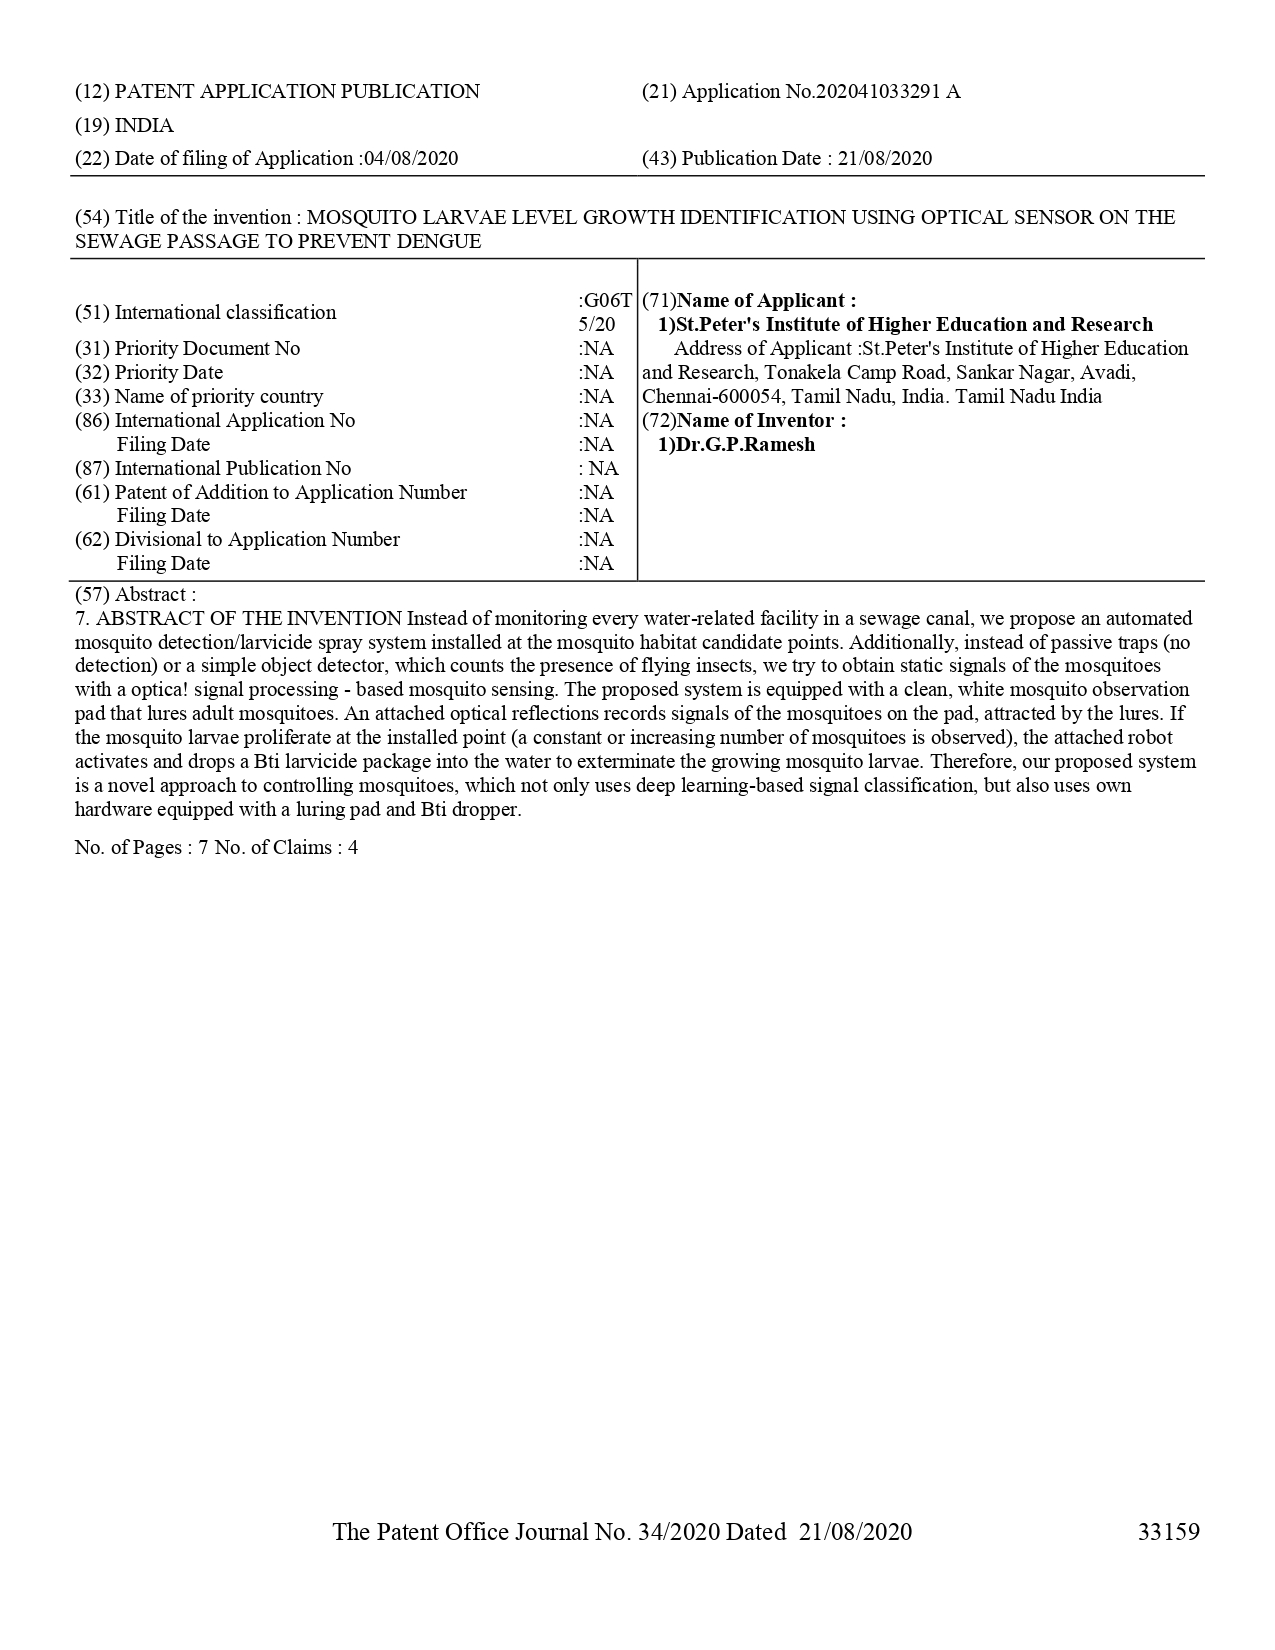 (12) PATENT APPLICATION PUBLICATION
(21) Application No.202041033291 A
(19) INDIA
(22) Date of filing of Application :04/08/2020
(43) Publication Date : 21/08/2020
(54) Title of the invention : MOSQUITO LARVAE LEVEL GROWTH IDENTIFICATION USING OPTICAL SENSOR ON THE
SEWAGE PASSAGE TO PREVENT DENGUE
(51) International classification :G06T
5/20
(31) Priority Document No :NA
(32) Priority Date :NA
(33) Name of priority country :NA
(86) International Application No :NA
Filing Date :NA
(87) International Publication No : NA
(61) Patent of Addition to Application Number :NA
Filing Date :NA
(62) Divisional to Application Number :NA
Filing Date :NA
(71)Name of Applicant :
1)St.Peter's Institute of Higher Education and Research
Address of Applicant :St.Peter's Institute of Higher Education
and Research, Tonakela Camp Road, Sankar Nagar, Avadi,
Chennai-600054, Tamil Nadu, India. Tamil Nadu India
(72)Name of Inventor :
1)Dr.G.P.Ramesh
(57) Abstract :
7. ABSTRACT OF THE INVENTION Instead of monitoring every water-related facility in a sewage canal, we propose an automated
mosquito detection/larvicide spray system installed at the mosquito habitat candidate points. Additionally, instead of passive traps (no
detection) or a simple object detector, which counts the presence of flying insects, we try to obtain static signals of the mosquitoes
with a optica! signal processing - based mosquito sensing. The proposed system is equipped with a clean, white mosquito observation
pad that lures adult mosquitoes. An attached optical reflections records signals of the mosquitoes on the pad, attracted by the lures. If
the mosquito larvae proliferate at the installed point (a constant or increasing number of mosquitoes is observed), the attached robot
activates and drops a Bti larvicide package into the water to exterminate the growing mosquito larvae. Therefore, our proposed system
is a novel approach to controlling mosquitoes, which not only uses deep learning-based signal classification, but also uses own
hardware equipped with a luring pad and Bti dropper.
No. of Pages : 7 No. of Claims : 4
The Patent Office Journal No. 34/2020 Dated 21/08/2020
33159